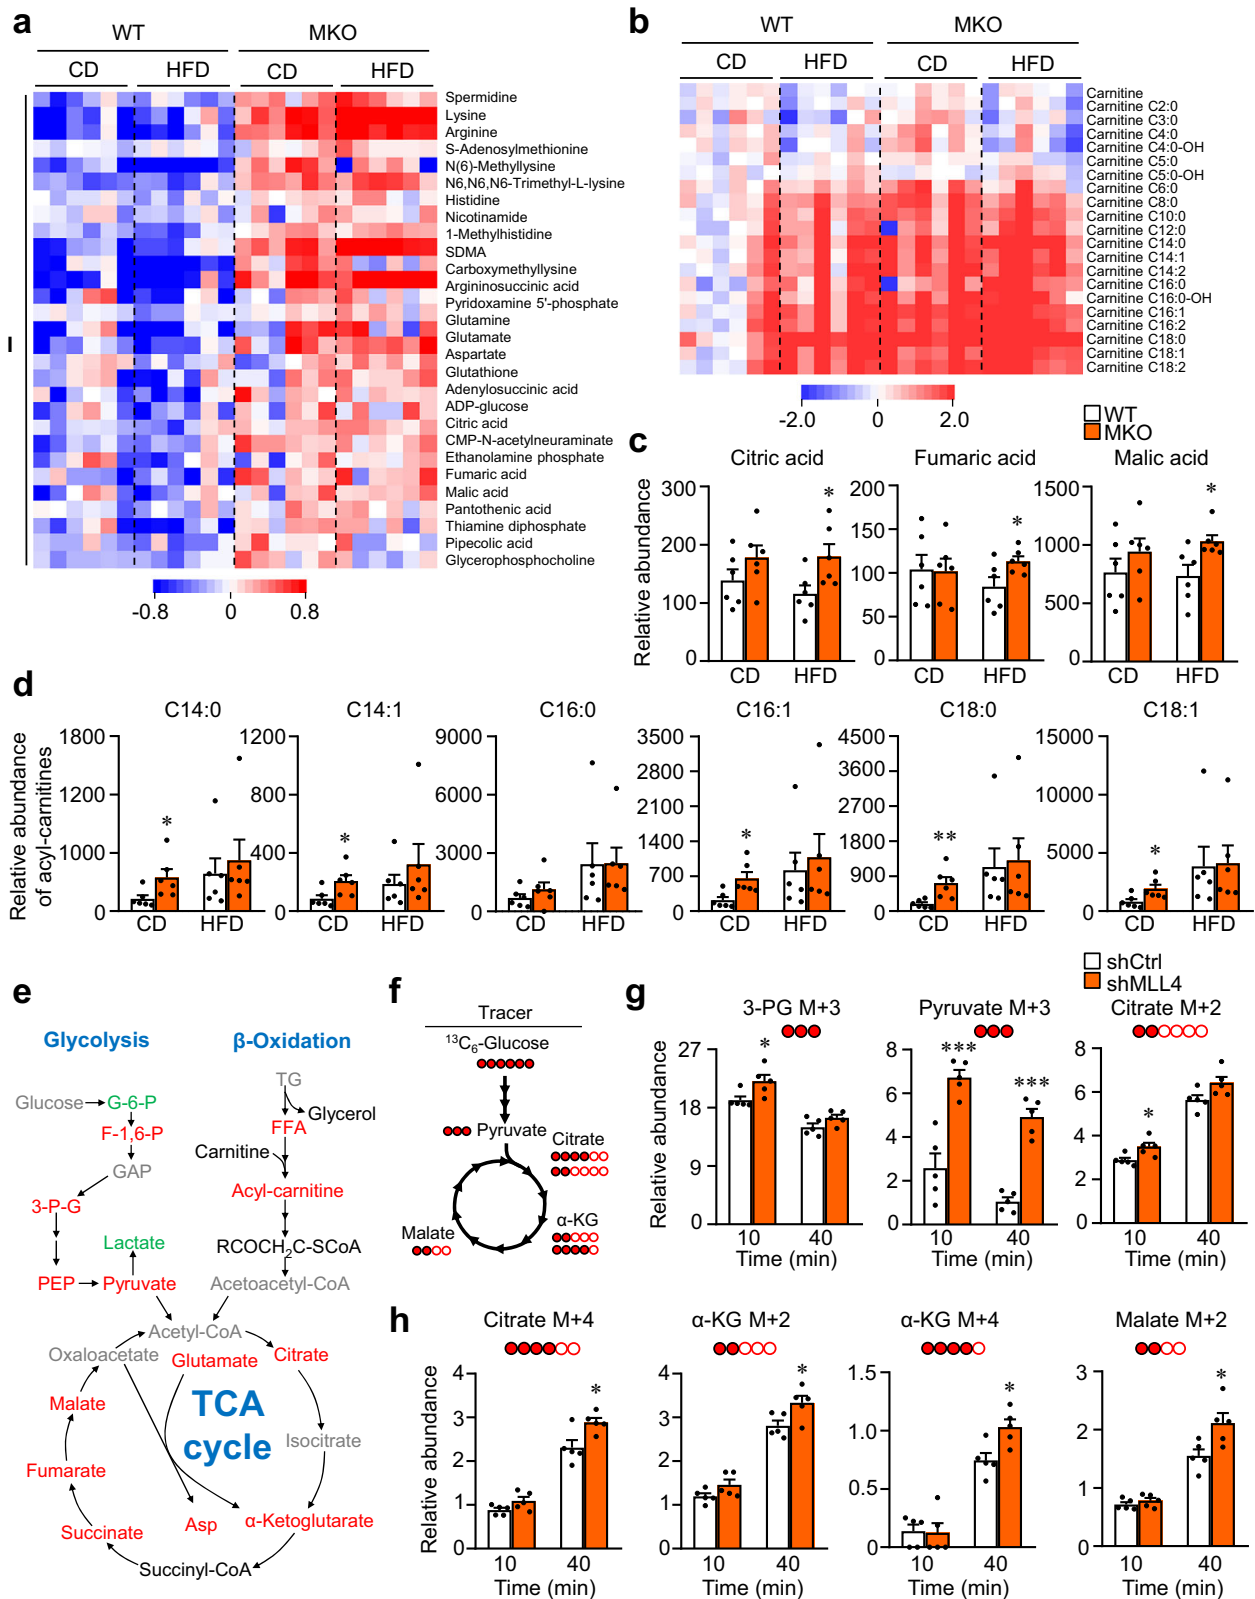 a
WT MKO
CD HFD CD HFD
Spermidine
Lysine
Arginine
S-Adenosylmethionine
N(6)-Methyllysine
N6,N6,N6-Trimethyl-L-lysine
Histidine
Nicotinamide
1-Methylhistidine
SDMA
Carboxymethyllysine
Argininosuccinic acid
Pyridoxamine 5'-phosphate
Glutamine
I
Glutamate
Aspartate
Glutathione
Adenylosuccinic acid
ADP-glucose
Citric acid
CMP-N-acetylneuraminate
Ethanolamine phosphate
Fumaric acid
Malic acid
Pantothenic acid
Thiamine diphosphate
Pipecolic acid
Glycerophosphocholine
-0.8 0 0.8
b
WT MKO
CD HFD CD HFD
Carnitine
Carnitine C2:0
Carnitine C3:0
Carnitine C4:0
Carnitine C4:0-OH
Carnitine C5:0
Carnitine C5:0-OH
Carnitine C6:0
Carnitine C8:0
Carnitine C10:0
Carnitine C12:0
Carnitine C14:0
Carnitine C14:1
Carnitine C14:2
Carnitine C16:0
Carnitine C16:0-OH
Carnitine C16:1
Carnitine C16:2
Carnitine C18:0
Carnitine C18:1
Carnitine C18:2
-2.0 0 2.0
WT
MKO
c
Citric acid Fumaric acid Malic acid
Relative abundance
300
200
100
0
*
CD HFD
200
150
100
50
0
*
CD HFD
1500
1000
500
0
*
CD HFD
d
Relative abundance
of acyl-carnitines
C14:0
1800
1200
1000
0
*
CD HFD
C14:1
1200
800
400
0
*
CD HFD
C16:0
9000
6000
3000
0
CD HFD
C16:1
3500
2800
2100
1400
700
0
*
CD HFD
C18:0
4500
3600
2700
1800
900
0
**
CD HFD
C18:1
15000
10000
5000
0
*
CD HFD
e
Glycolysis β-Oxidation
Glucose G-6-P
F-1,6-P
GAP
3-P-G
Lactate
PEP Pyruvate
TG
Glycerol
FFA
Carnitine
Acyl-carnitine
RCOCH2C-SCoA
Acetoacetyl-CoA
Acetyl-CoA
Oxaloacetate Glutamate Citrate
Malate
TCA
cycle
Isocitrate
Fumarate
Succinate Asp α-Ketoglutarate
Succinyl-CoA
f
Tracer
13C6-Glucose
Pyruvate
Citrate
α-KG
Malate
shCtrl
shMLL4
g
Relative abundance
3-PG M+3
27
18
9
0
*
10 40
Time (min)
Pyruvate M+3
8
6
4
2
0
*** ***
10 40
Time (min)
Citrate M+2
8
6
4
2
0
*
10 40
Time (min)
h
Relative abundance
Citrate M+4
4
3
2
1
0
*
10 40
Time (min)
α-KG M+2
4
3
2
1
0
*
10 40
Time (min)
α-KG M+4
1.5
1.0
0.5
0
*
10 40
Time (min)
Malate M+2
3
2
1
0
*
10 40
Time (min)